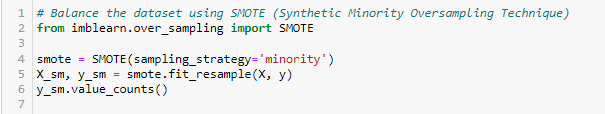 1 # Balance the dataset using SMOTE (Synthetic Minority Oversampling Technique)
2 from imblearn.over_sampling import SMOTE
3
4 smote = SMOTE(sampling_strategy='minority')
5 X_sm, y_sm = smote.fit_resample(X, y)
6 y_sm.value_counts()
7